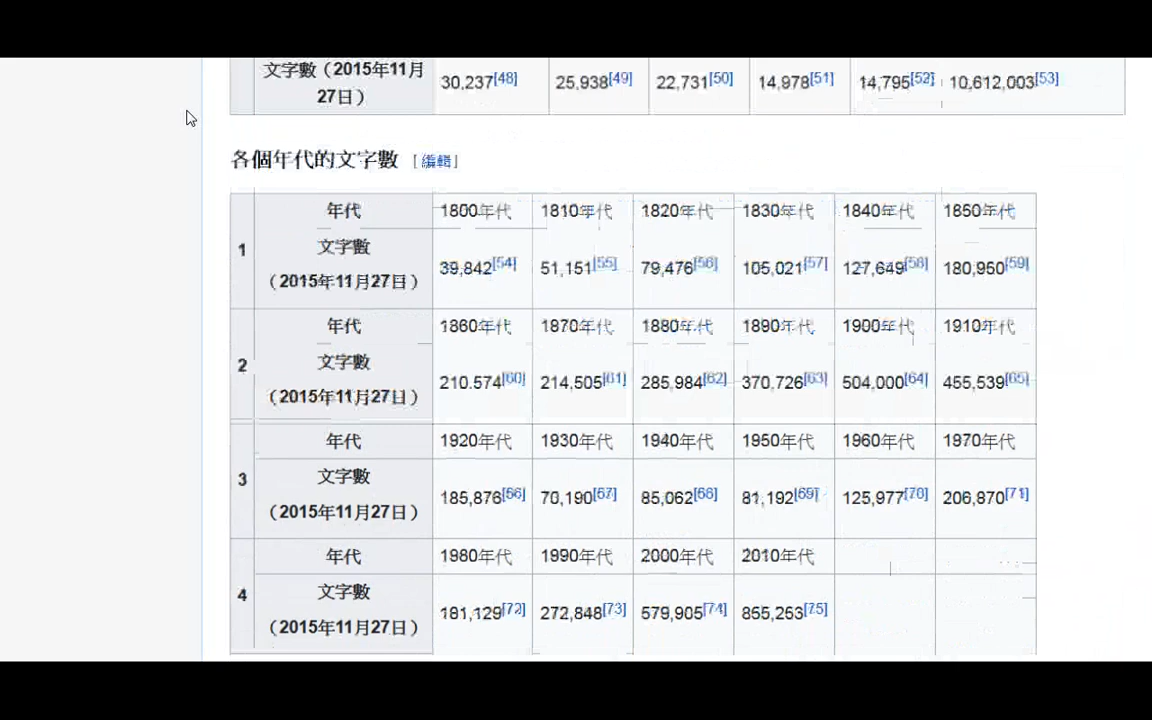 文字數（2015年11月27日） 30,237[48] 25,938[49] 22,731[50] 14,978[51] 14,795[52] 10,612,003[53]
各個年代的文字數 [編輯]
1 年代 1800年代 1810年代 1820年代 1830年代 1840年代 1850年代
文字數（2015年11月27日） 39,842[54] 51,151[55] 79,476[56] 105,021[57] 127,649[58] 180,950[59]
2 年代 1860年代 1870年代 1880年代 1890年代 1900年代 1910年代
文字數（2015年11月27日） 210.574[60] 214,505[61] 285,984[62] 370,726[63] 504,000[64] 455,539[65]
3 年代 1920年代 1930年代 1940年代 1950年代 1960年代 1970年代
文字數（2015年11月27日） 185,876[66] 70,190[67] 85,062[68] 81,192[69] 125,977[70] 206,870[71]
4 年代 1980年代 1990年代 2000年代 2010年代
文字數（2015年11月27日） 181,129[72] 272,848[73] 579,905[74] 855,253[75]